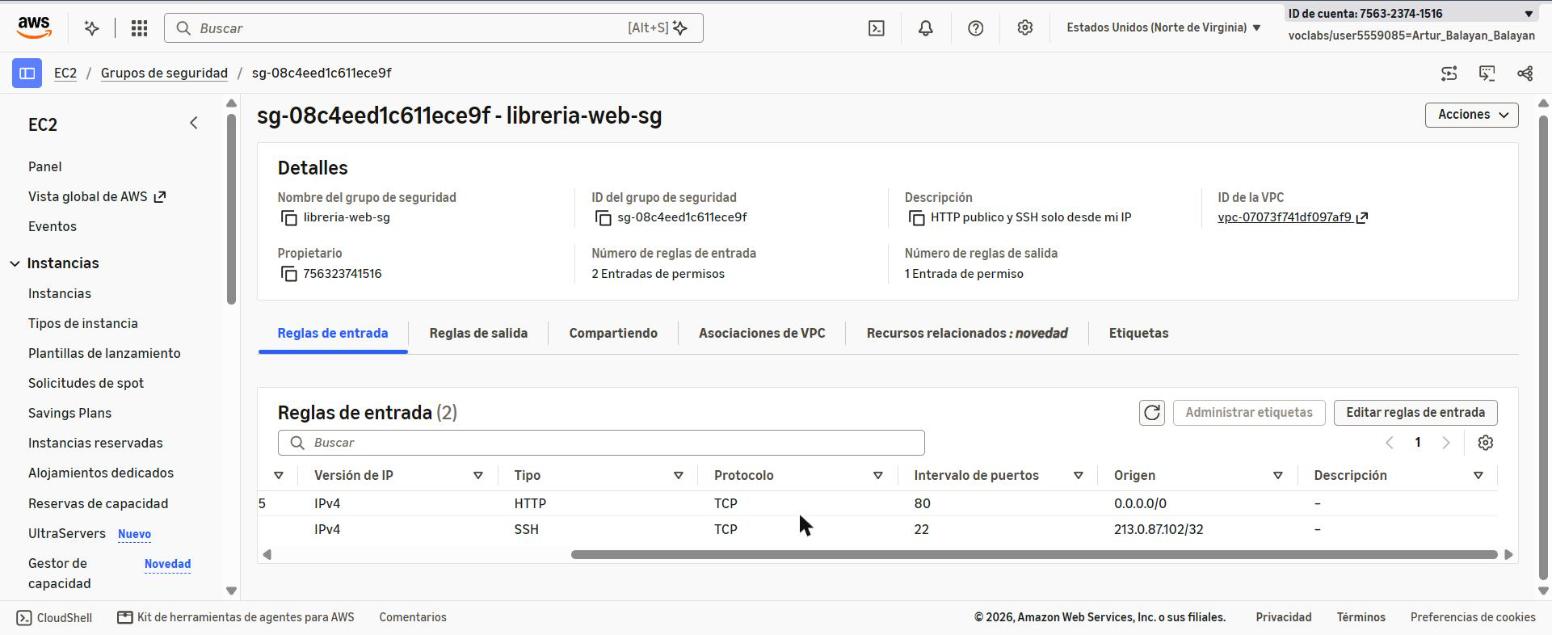 aws
Buscar [Alt+S]
Estados Unidos (Norte de Virginia)
ID de cuenta: 7563-2374-1516
voclabs/user5559085=Artur_Balayan_Balayan
EC2 / Grupos de seguridad / sg-08c4eed1c611ece9f
EC2
Panel
Vista global de AWS
Eventos
Instancias
Instancias
Tipos de instancia
Plantillas de lanzamiento
Solicitudes de spot
Savings Plans
Instancias reservadas
Alojamientos dedicados
Reservas de capacidad
UltraServers Nuevo
Gestor de capacidad Novedad
sg-08c4eed1c611ece9f - libreria-web-sg
Acciones
Detalles
Nombre del grupo de seguridad
libreria-web-sg
ID del grupo de seguridad
sg-08c4eed1c611ece9f
Descripción
HTTP publico y SSH solo desde mi IP
ID de la VPC
vpc-07073f741df097af9
Propietario
756323741516
Número de reglas de entrada
2 Entradas de permisos
Número de reglas de salida
1 Entrada de permiso
Reglas de entrada Reglas de salida Compartiendo Asociaciones de VPC Recursos relacionados : novedad Etiquetas
Reglas de entrada (2)
Administrar etiquetas Editar reglas de entrada
Buscar
1
Versión de IP Tipo Protocolo Intervalo de puertos Origen Descripción
5 IPv4 HTTP TCP 80 0.0.0.0/0 –
IPv4 SSH TCP 22 213.0.87.102/32 –
CloudShell Kit de herramientas de agentes para AWS Comentarios
© 2026, Amazon Web Services, Inc. o sus filiales. Privacidad Términos Preferencias de cookies